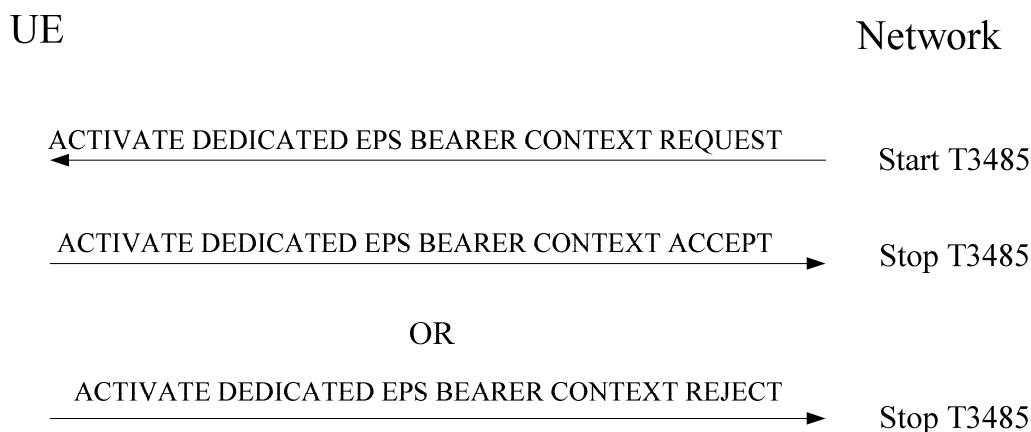 UE
Network
ACTIVATE DEDICATED EPS BEARER CONTEXT REQUEST
Start T3485
ACTIVATE DEDICATED EPS BEARER CONTEXT ACCEPT
Stop T3485
OR
ACTIVATE DEDICATED EPS BEARER CONTEXT REJECT
Stop T3485